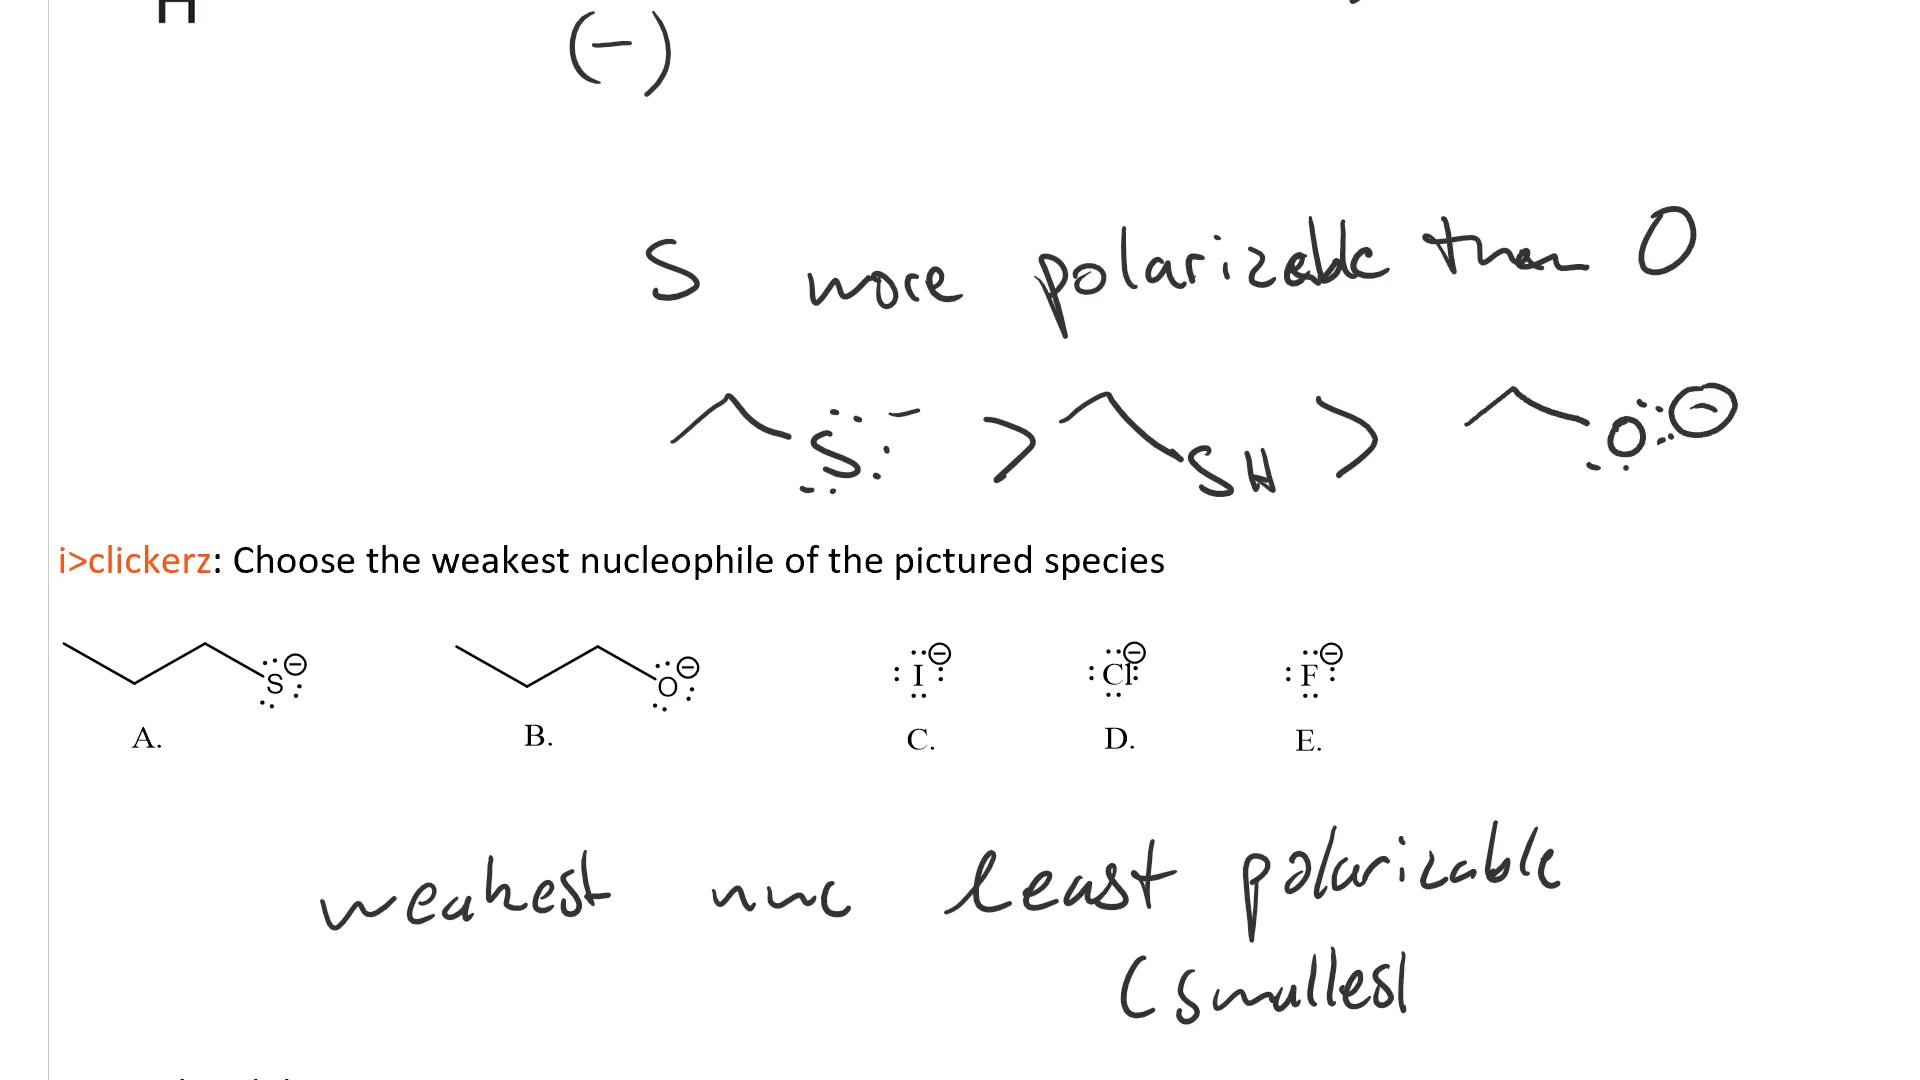 H
(-)
S more polarizable than O
S:⁻ > SH > O:⊖
i>clickerz: Choose the weakest nucleophile of the pictured species
S⊖ O⊖ :I:⊖ :Cl:⊖ :F:⊖
A. B. C. D. E.
weakest nuc least polarizable
(smallest